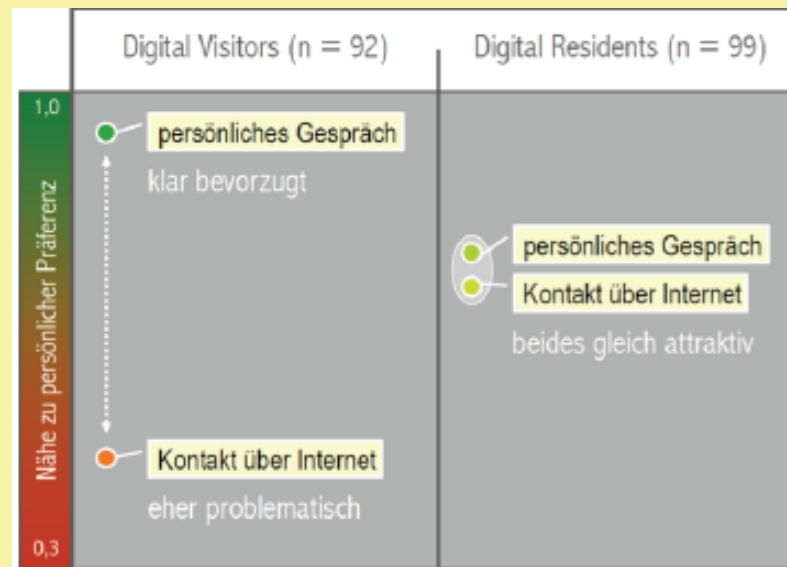 Digital Visitors (n = 92)
Digital Residents (n = 99)
1,0
Nähe zu persönlicher Präferenz
0,3
persönliches Gespräch
klar bevorzugt
Kontakt über Internet
eher problematisch
persönliches Gespräch
Kontakt über Internet
beides gleich attraktiv